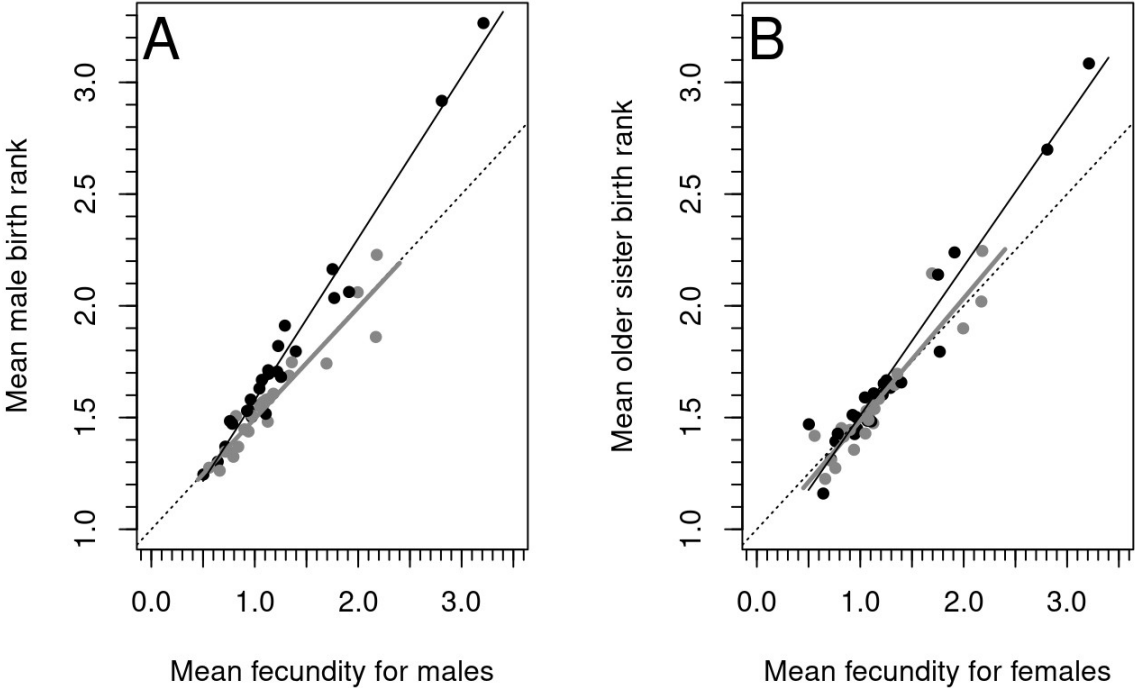 A
Mean male birth rank
3.0
2.5
2.0
1.5
1.0
0.0 1.0 2.0 3.0
Mean fecundity for males
B
Mean older sister birth rank
3.0
2.5
2.0
1.5
1.0
0.0 1.0 2.0 3.0
Mean fecundity for females